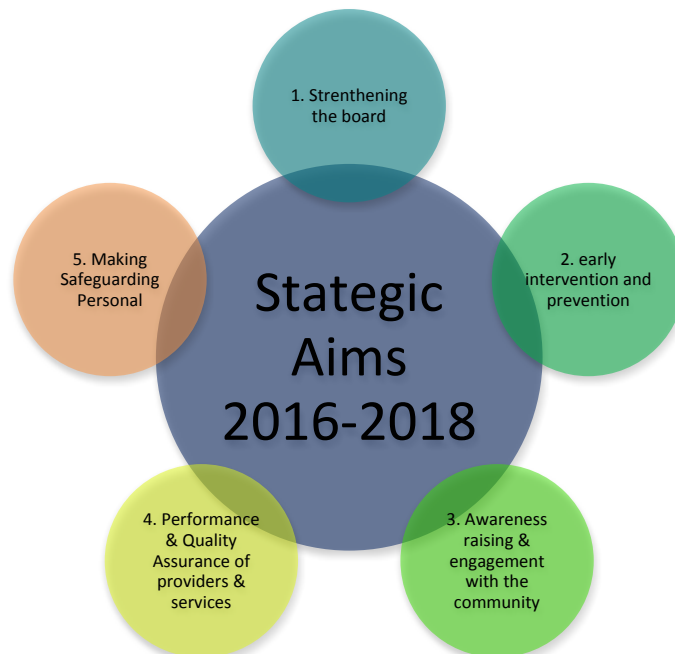 1. Strenthening
the board
2. early
intervention and
prevention
3. Awareness
raising &
engagement
with the
community
4. Performance
& Quality
Assurance of
providers &
services
5. Making
Safeguarding
Personal
Stategic
Aims
2016-2018